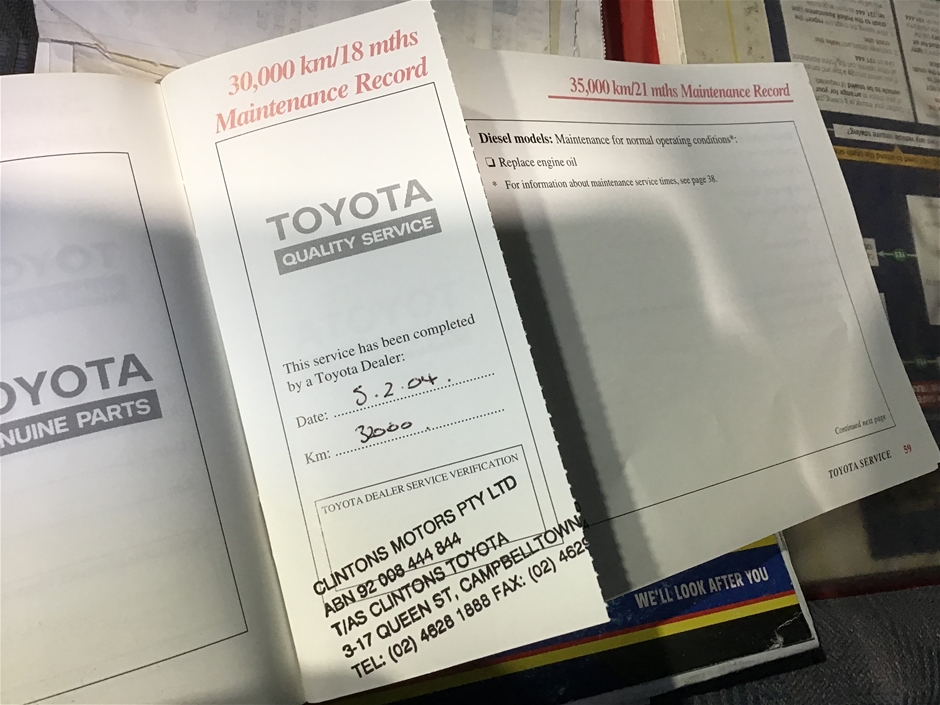 30,000 km/18 mths
Maintenance Record
TOYOTA
QUALITY SERVICE
This service has been completed
by a Toyota Dealer:
Date: 5.2.04
Km: 32000
TOYOTA DEALER SERVICE VERIFICATION
CLINTONS MOTORS PTY LTD
ABN 92 008 444 844
T/AS CLINTONS TOYOTA
3-17 QUEEN ST, CAMPBELLTOWN
TEL: (02) 4628 1888 FAX: (02) 4629
35,000 km/21 mths Maintenance Record
Diesel models: Maintenance for normal operating conditions*:
❏ Replace engine oil
* For information about maintenance service times, see page 38.
Continued next page
TOYOTA SERVICE 59
OYOTA
NUINE PARTS
WE'LL LOOK AFTER YOU